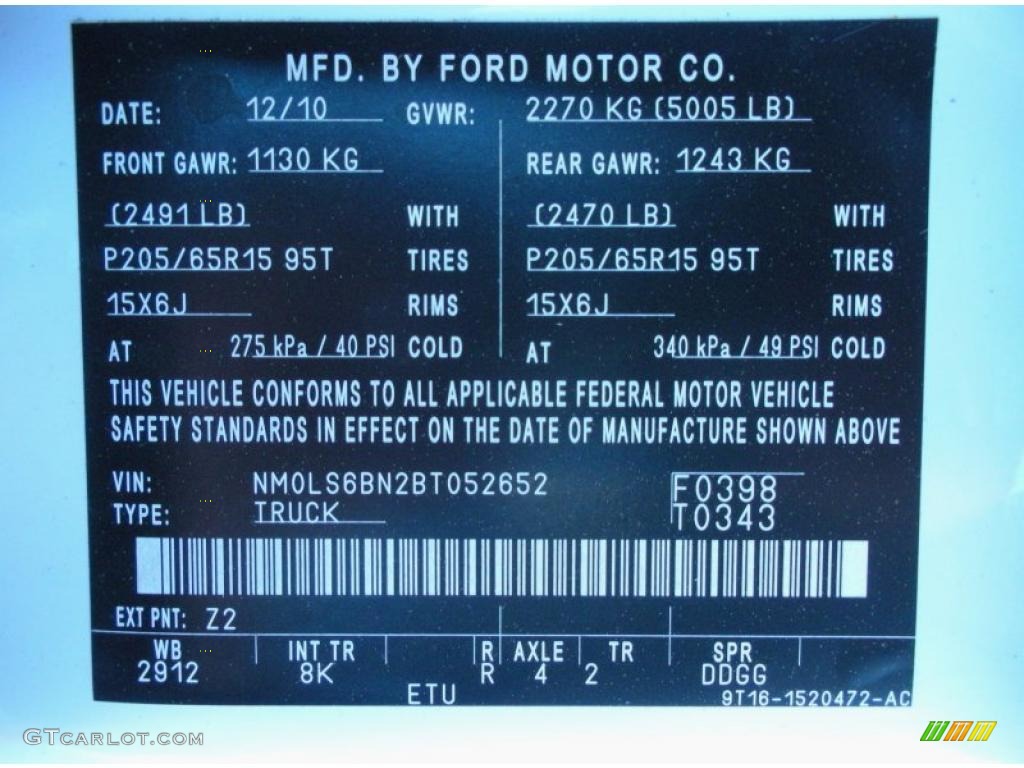 MFD. BY FORD MOTOR CO.
DATE: 12/10 GVWR: 2270 KG (5005 LB)
FRONT GAWR: 1130 KG REAR GAWR: 1243 KG
(2491 LB) WITH (2470 LB) WITH
P205/65R15 95T TIRES P205/65R15 95T TIRES
15X6J RIMS 15X6J RIMS
AT 275 kPa / 40 PSI COLD AT 340 kPa / 49 PSI COLD
THIS VEHICLE CONFORMS TO ALL APPLICABLE FEDERAL MOTOR VEHICLE
SAFETY STANDARDS IN EFFECT ON THE DATE OF MANUFACTURE SHOWN ABOVE
VIN: NM0LS6BN2BT052652 F0398
TYPE: TRUCK T0343
EXT PNT: Z2
WB INT TR R AXLE TR SPR
2912 8K R 4 2 DDGG
ETU 9T16-1520472-AC
GTCARLOT.COM